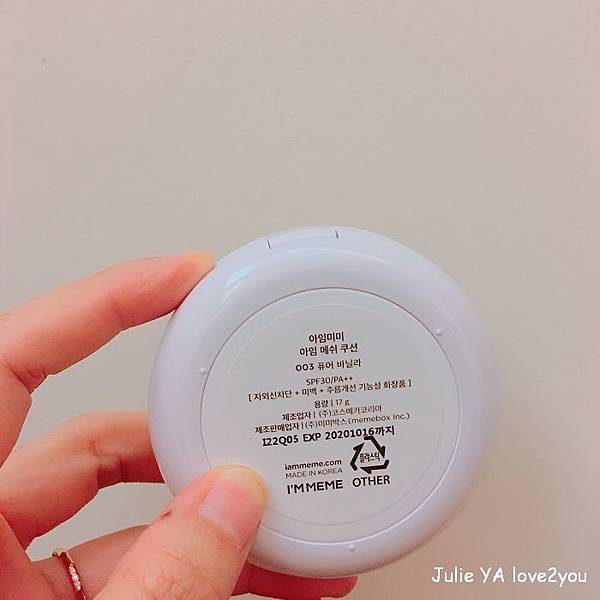 아임미미
아임 메쉬 쿠션
003 퓨어 바닐라
SPF30/PA++
[ 자외선차단 + 미백 + 주름개선 기능성 화장품 ]
용량 | 17 g
제조업자 | (주)코스메카코리아
제조판매업자 | (주)미미박스 (memebox Inc.)
I22Q05 EXP 20201016까지
iammeme.com
MADE IN KOREA
I'M MEME
플라스틱
OTHER
Julie YA love2you